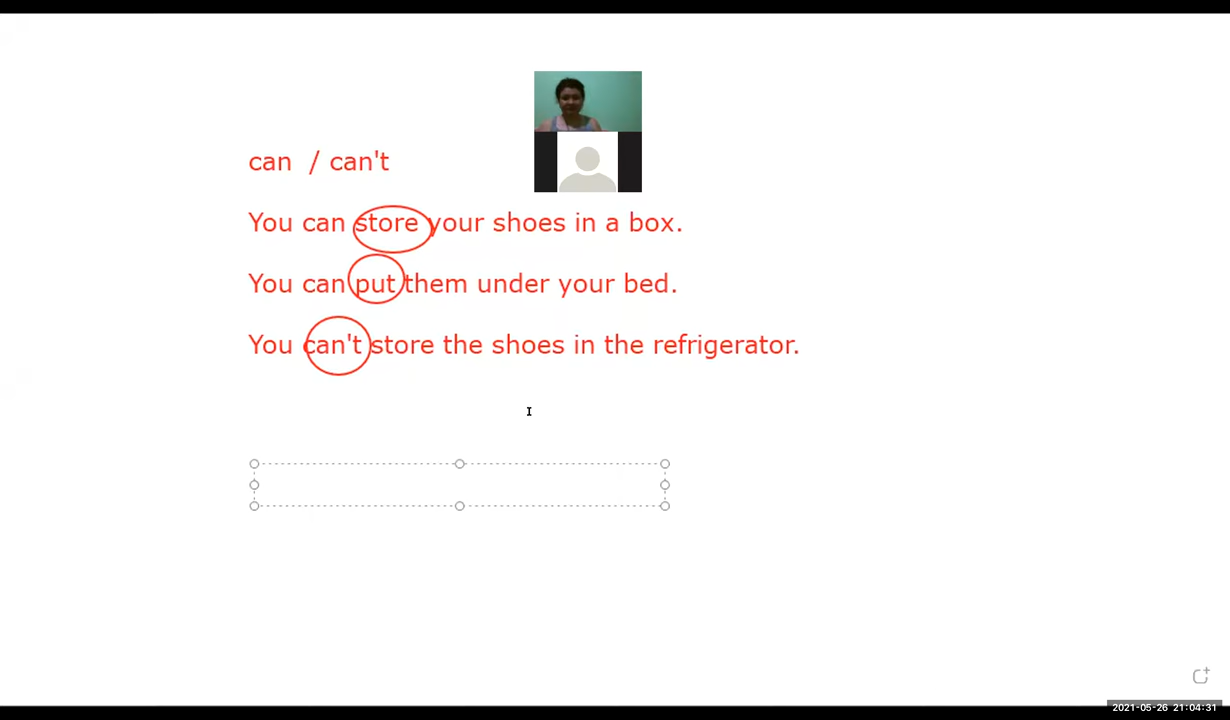 can / can't
You can store your shoes in a box.
You can put them under your bed.
You can't store the shoes in the refrigerator.
2021-05-26 21:04:31